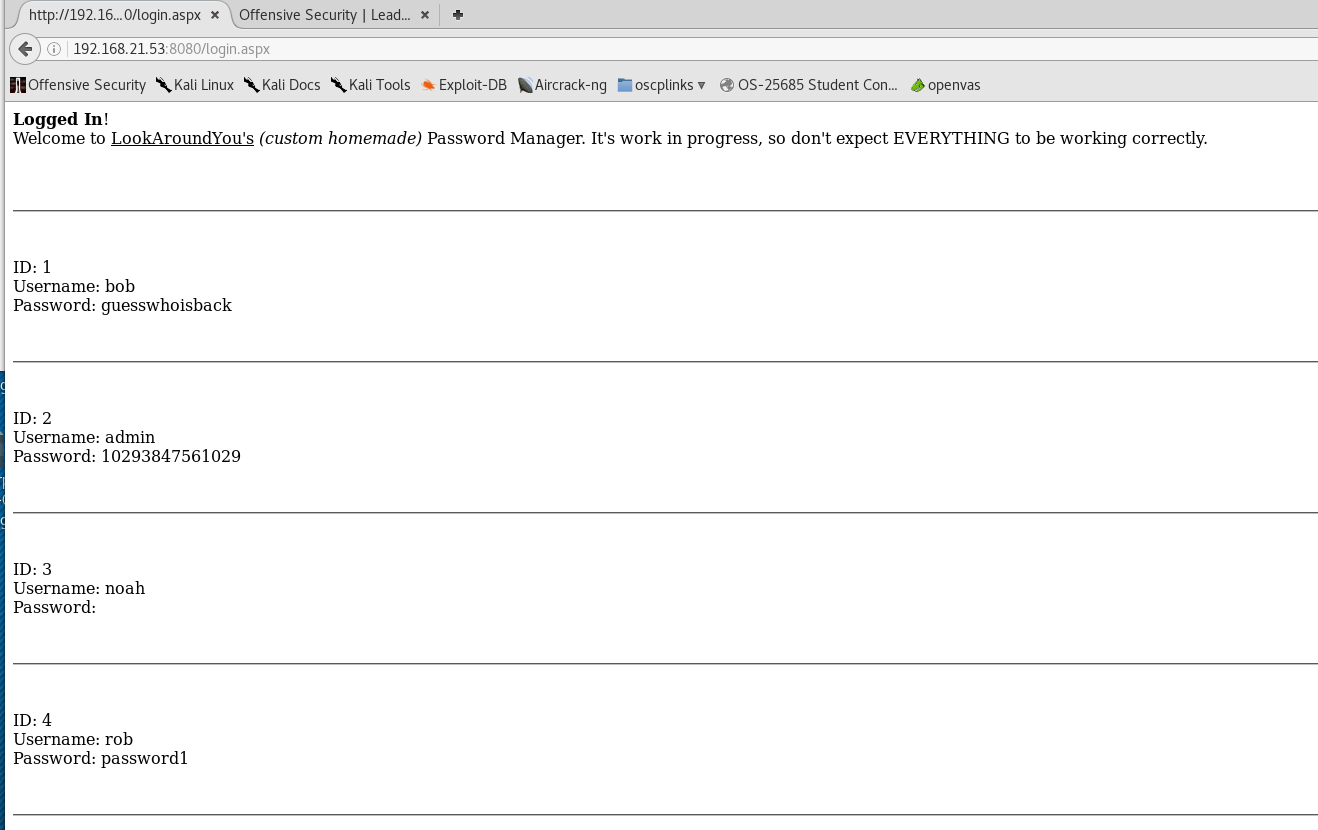 http://192.16...0/login.aspx
Offensive Security | Lead...
192.168.21.53:8080/login.aspx
Offensive Security Kali Linux Kali Docs Kali Tools Exploit-DB Aircrack-ng oscplinks OS-25685 Student Con... openvas
Logged In!
Welcome to LookAroundYou's (custom homemade) Password Manager. It's work in progress, so don't expect EVERYTHING to be working correctly.
ID: 1
Username: bob
Password: guesswhoisback
ID: 2
Username: admin
Password: 10293847561029
ID: 3
Username: noah
Password:
ID: 4
Username: rob
Password: password1